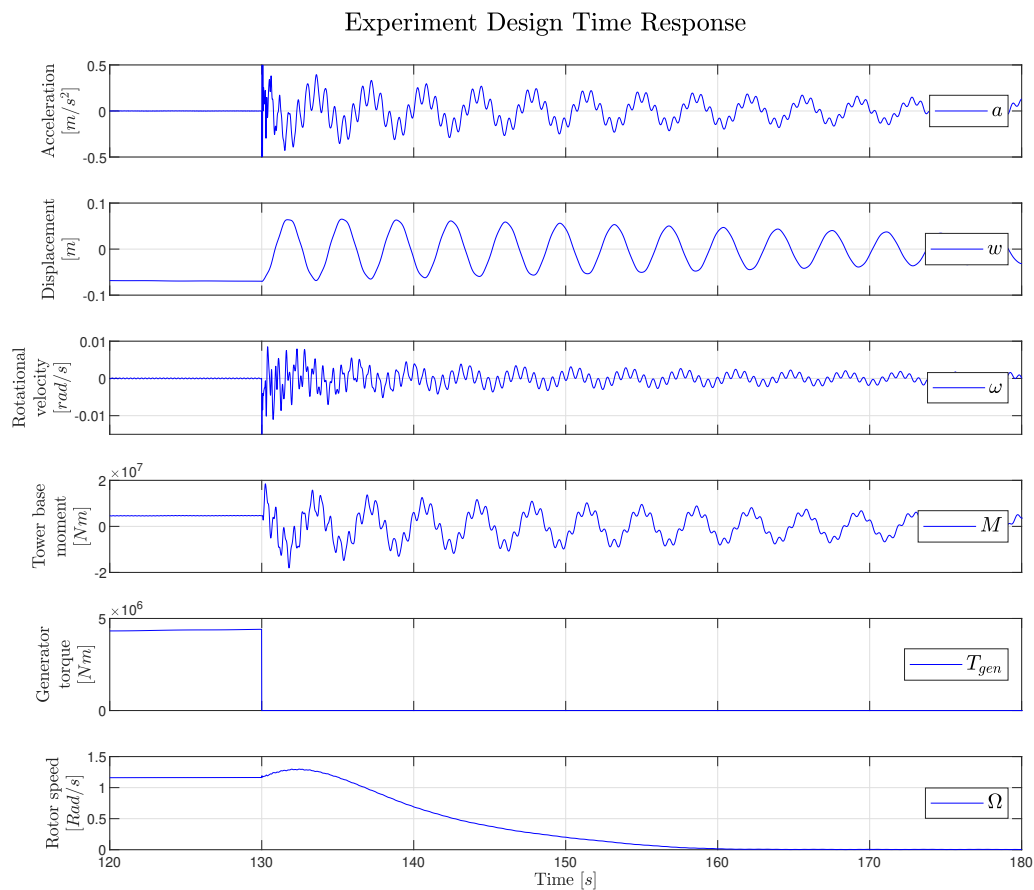 Experiment Design Time Response
Acceleration
[m/s²]
0.5
0
-0.5
a
Displacement
[m]
0.1
0
-0.1
w
Rotational
velocity
[rad/s]
0.01
0
-0.01
ω
Tower base
moment
[Nm]
×10⁷
2
0
-2
M
Generator
torque
[Nm]
×10⁶
5
0
T_gen
Rotor speed
[Rad/s]
1.5
1
0.5
0
Ω
120 130 140 150 160 170 180
Time [s]